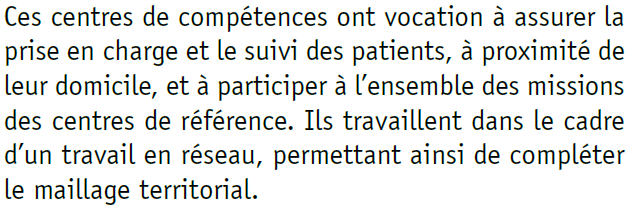 Ces centres de compétences ont vocation à assurer la
prise en charge et le suivi des patients, à proximité de
leur domicile, et à participer à l’ensemble des missions
des centres de référence. Ils travaillent dans le cadre
d’un travail en réseau, permettant ainsi de compléter
le maillage territorial.